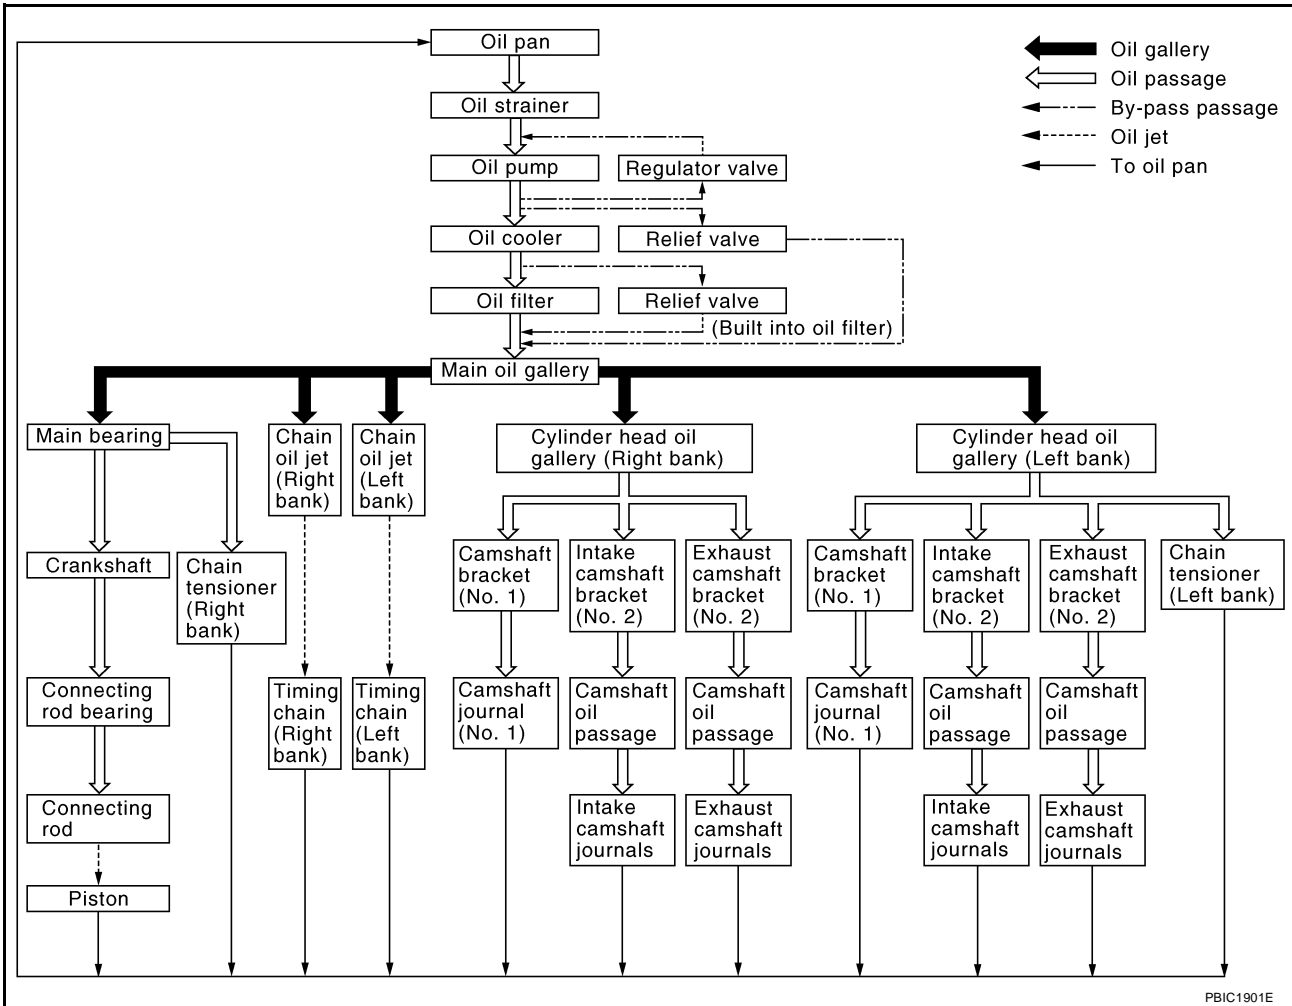 Oil pan
Oil gallery
Oil passage
Oil strainer
By-pass passage
Oil jet
Oil pump
Regulator valve
To oil pan
Oil cooler
Relief valve
Oil filter
Relief valve
(Built into oil filter)
Main oil gallery
Main bearing
Chain
oil jet
(Right
bank)
Chain
oil jet
(Left
bank)
Cylinder head oil
gallery (Right bank)
Cylinder head oil
gallery (Left bank)
Crankshaft
Chain
tensioner
(Right
bank)
Camshaft
bracket
(No. 1)
Intake
camshaft
bracket
(No. 2)
Exhaust
camshaft
bracket
(No. 2)
Camshaft
bracket
(No. 1)
Intake
camshaft
bracket
(No. 2)
Exhaust
camshaft
bracket
(No. 2)
Chain
tensioner
(Left bank)
Connecting
rod bearing
Timing
chain
(Right
bank)
Timing
chain
(Left
bank)
Camshaft
journal
(No. 1)
Camshaft
oil
passage
Camshaft
oil
passage
Camshaft
journal
(No. 1)
Camshaft
oil
passage
Camshaft
oil
passage
Connecting
rod
Intake
camshaft
journals
Exhaust
camshaft
journals
Intake
camshaft
journals
Exhaust
camshaft
journals
Piston
PBIC1901E